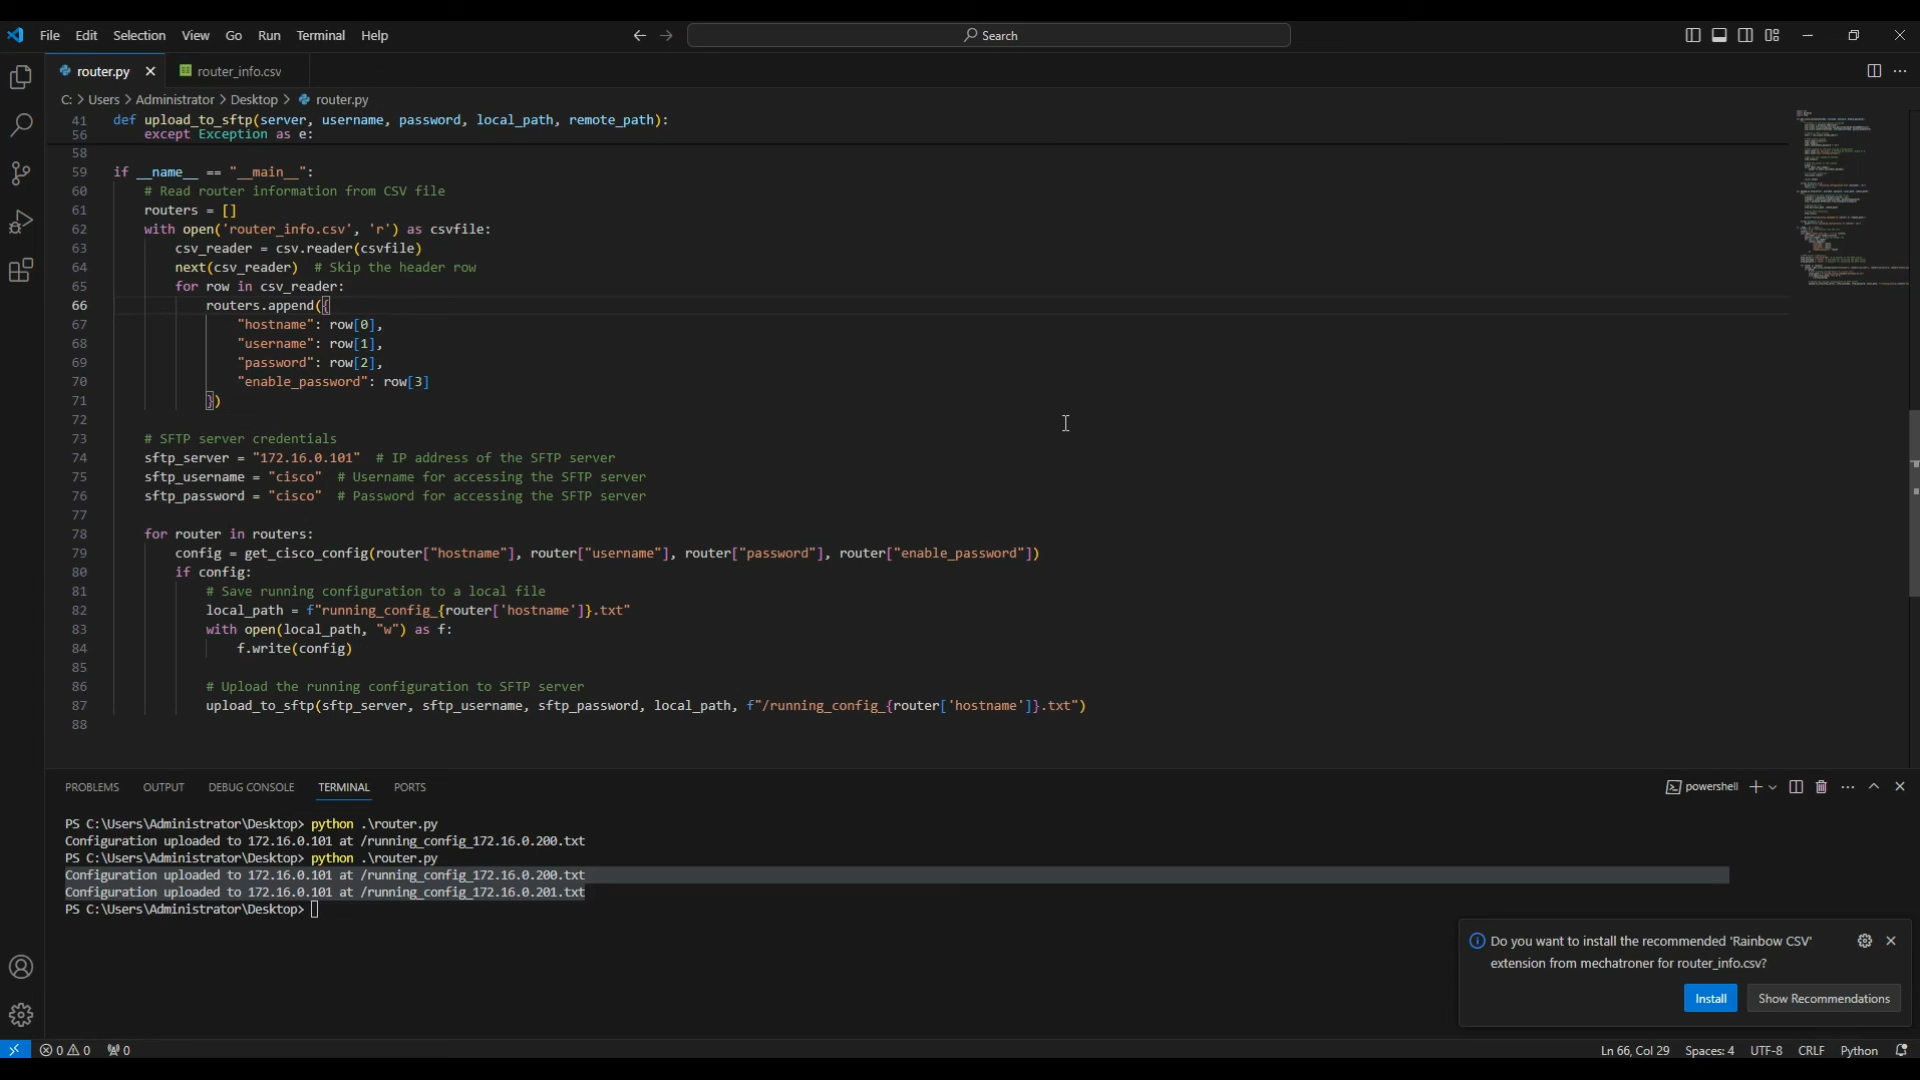 File Edit Selection View Go Run Terminal Help
Search
router.py router_info.csv
C: > Users > Administrator > Desktop > router.py
41 def upload_to_sftp(server, username, password, local_path, remote_path):
56     except Exception as e:
58
59 if __name__ == "__main__":
60     # Read router information from CSV file
61     routers = []
62     with open('router_info.csv', 'r') as csvfile:
63         csv_reader = csv.reader(csvfile)
64         next(csv_reader)  # Skip the header row
65         for row in csv_reader:
66             routers.append({
67                 "hostname": row[0],
68                 "username": row[1],
69                 "password": row[2],
70                 "enable_password": row[3]
71             })
72
73     # SFTP server credentials
74     sftp_server = "172.16.0.101"  # IP address of the SFTP server
75     sftp_username = "cisco"  # Username for accessing the SFTP server
76     sftp_password = "cisco"  # Password for accessing the SFTP server
77
78     for router in routers:
79         config = get_cisco_config(router["hostname"], router["username"], router["password"], router["enable_password"])
80         if config:
81             # Save running configuration to a local file
82             local_path = f"running_config_{router['hostname']}.txt"
83             with open(local_path, "w") as f:
84                 f.write(config)
85
86             # Upload the running configuration to SFTP server
87             upload_to_sftp(sftp_server, sftp_username, sftp_password, local_path, f"/running_config_{router['hostname']}.txt")
88
PROBLEMS OUTPUT DEBUG CONSOLE TERMINAL PORTS powershell
PS C:\Users\Administrator\Desktop> python .\router.py
Configuration uploaded to 172.16.0.101 at /running_config_172.16.0.200.txt
PS C:\Users\Administrator\Desktop> python .\router.py
Configuration uploaded to 172.16.0.101 at /running_config_172.16.0.200.txt
Configuration uploaded to 172.16.0.101 at /running_config_172.16.0.201.txt
PS C:\Users\Administrator\Desktop>
Do you want to install the recommended 'Rainbow CSV'
extension from mechatroner for router_info.csv?
Install Show Recommendations
0 0 0 Ln 66, Col 29 Spaces: 4 UTF-8 CRLF Python